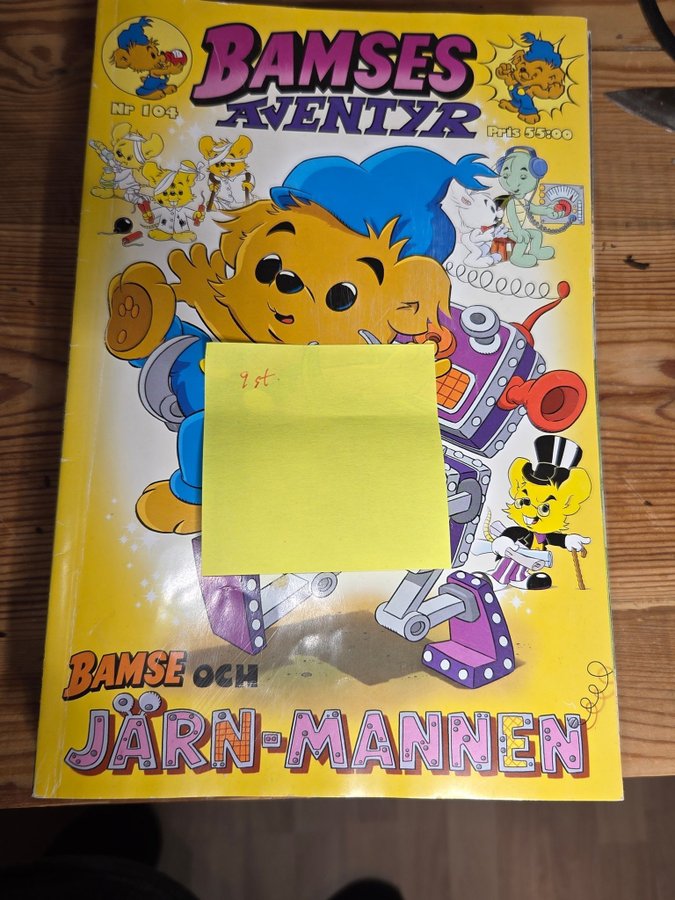 BAMSES
ÄVENTYR
Nr 104
Pris 55:00
9 st.
BAMSE OCH
JÄRN-MANNEN